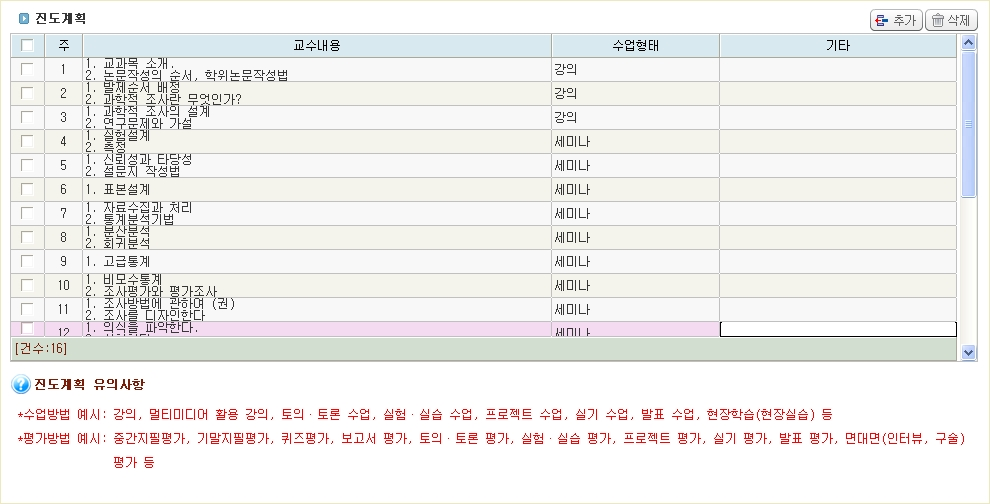 진도계획
추가 삭제
주 교수내용 수업형태 기타
1 1. 교과목 소개. 강의
2. 논문작성의 순서, 학위논문작성법
2 1. 발제순서 배정 강의
2. 과학적 조사란 무엇인가?
3 1. 과학적 조사의 설계 강의
2. 연구문제와 가설
4 1. 실험설계 세미나
2. 측정
5 1. 신뢰성과 타당성 세미나
2. 설문지 작성법
6 1. 표본설계 세미나
7 1. 자료수집과 처리 세미나
2. 통계분석기법
8 1. 분산분석 세미나
2. 회귀분석
9 1. 고급통계 세미나
10 1. 비모수통계 세미나
2. 조사평가와 평가조사
11 1. 조사방법에 관하여 (권) 세미나
2. 조사를 디자인한다
12 1. 의식을 파악한다. 세미나
[건수:16]
진도계획 유의사항
*수업방법 예시: 강의, 멀티미디어 활용 강의, 토의·토론 수업, 실험·실습 수업, 프로젝트 수업, 실기 수업, 발표 수업, 현장학습(현장실습) 등
*평가방법 예시: 중간지필평가, 기말지필평가, 퀴즈평가, 보고서 평가, 토의·토론 평가, 실험·실습 평가, 프로젝트 평가, 실기 평가, 발표 평가, 면대면(인터뷰, 구술)
평가 등